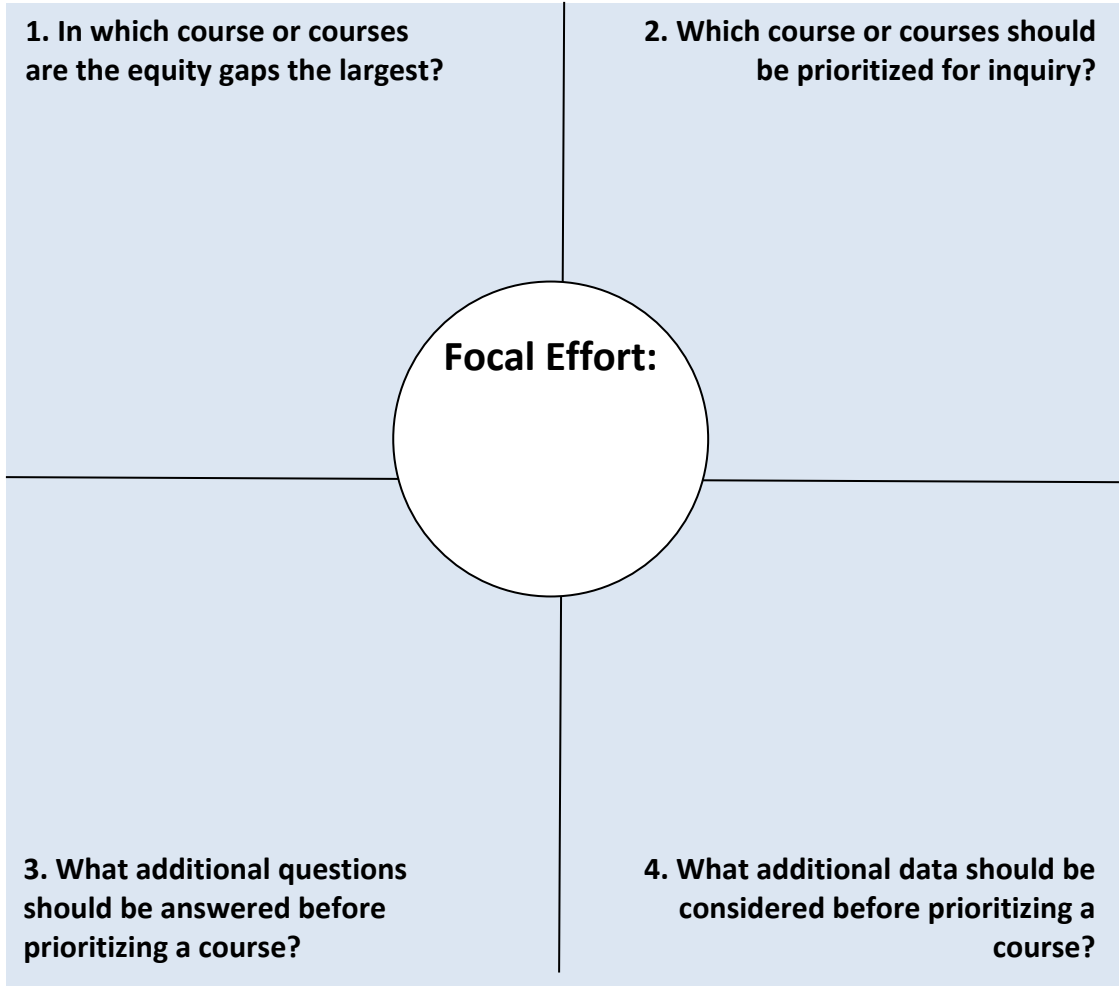 1. In which course or courses
are the equity gaps the largest?
2. Which course or courses should
be prioritized for inquiry?
Focal Effort:
3. What additional questions
should be answered before
prioritizing a course?
4. What additional data should be
considered before prioritizing a
course?